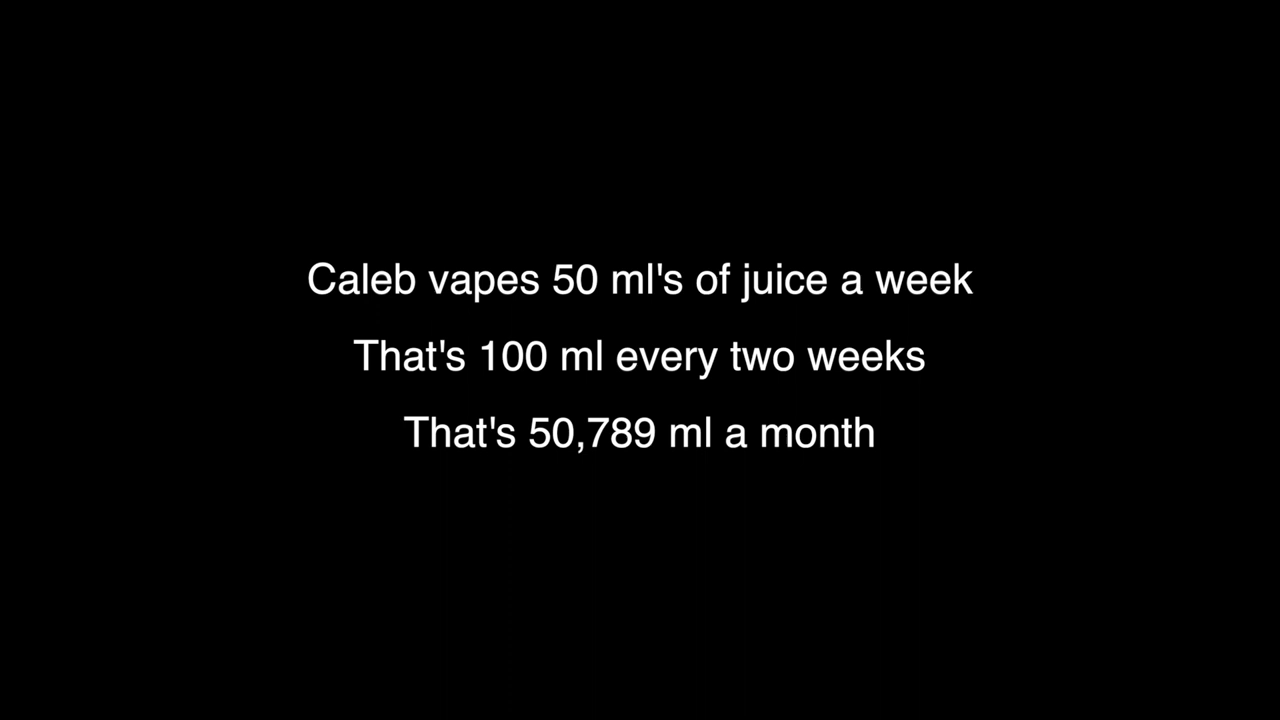 Caleb vapes 50 ml's of juice a week
That's 100 ml every two weeks
That's 50,789 ml a month